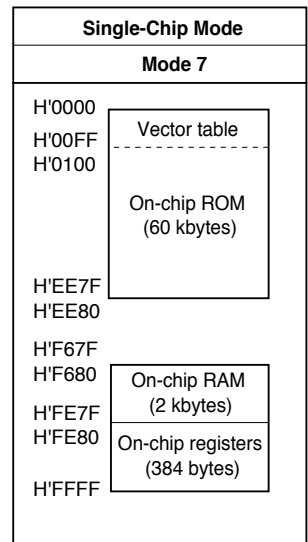 Single-Chip Mode
Mode 7
H'0000
Vector table
H'00FF
H'0100
On-chip ROM
(60 kbytes)
H'EE7F
H'EE80
H'F67F
H'F680
On-chip RAM
(2 kbytes)
H'FE7F
H'FE80
On-chip registers
(384 bytes)
H'FFFF